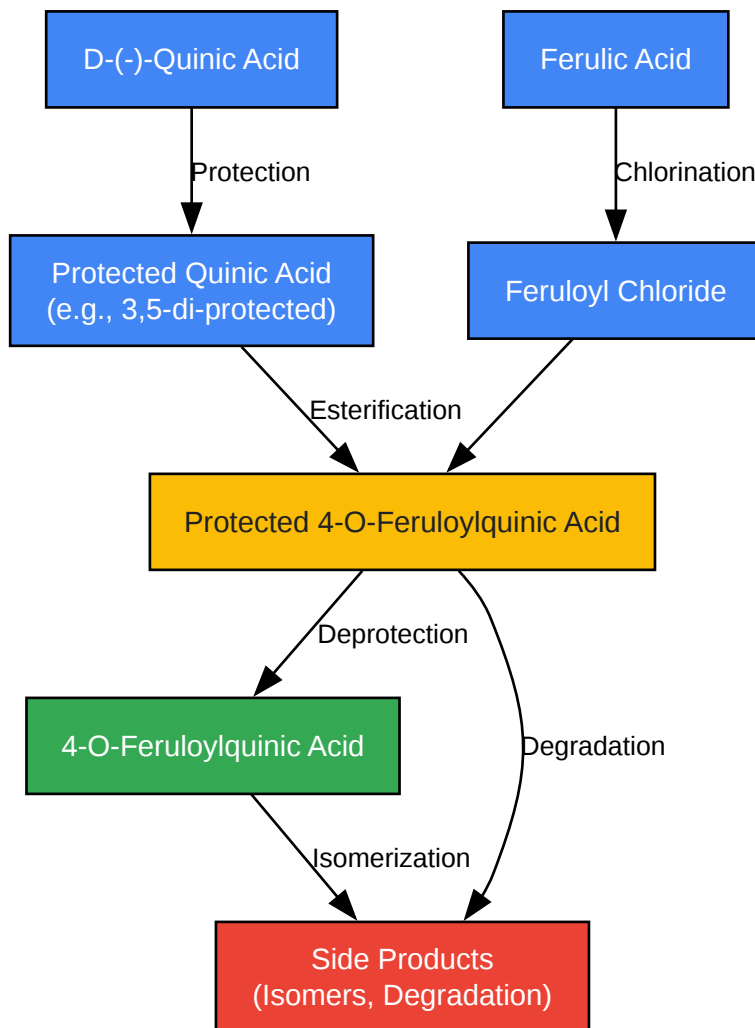 D-(-)-Quinic Acid
Ferulic Acid
Protection
Chlorination
Protected Quinic Acid
(e.g., 3,5-di-protected)
Feruloyl Chloride
Esterification
Protected 4-O-Feruloylquinic Acid
Deprotection
4-O-Feruloylquinic Acid
Degradation
Isomerization
Side Products
(Isomers, Degradation)